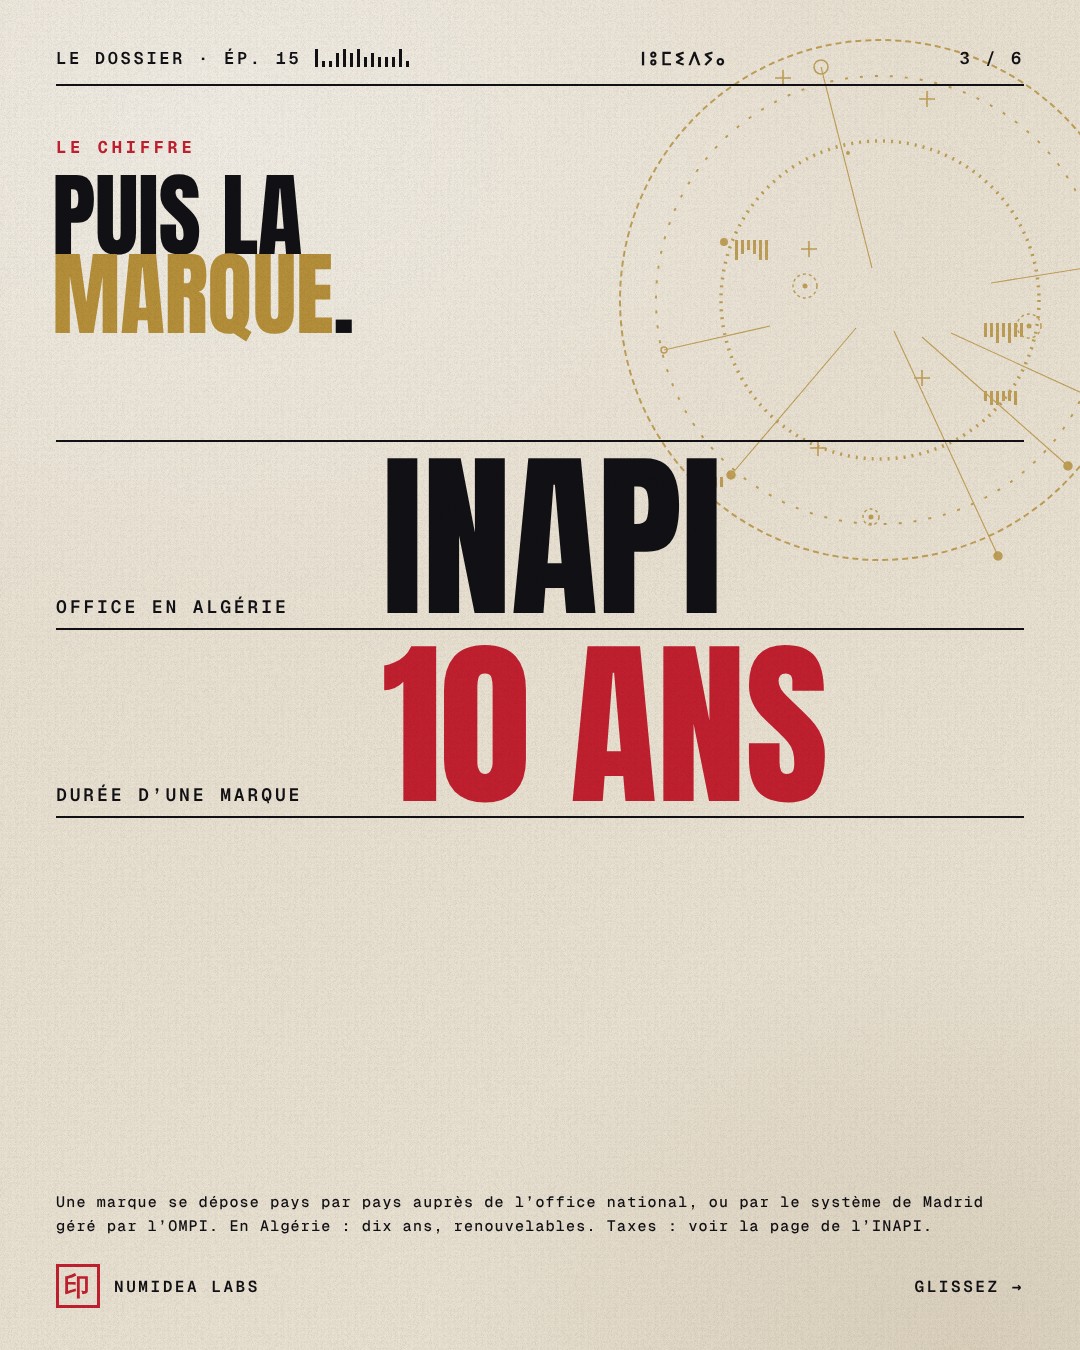 LE DOSSIER · ÉP. 15
ⵏⵓⵎⵉⴷⵢⴰ
3 / 6
LE CHIFFRE
PUIS LA
MARQUE.
INAPI
OFFICE EN ALGÉRIE
10 ANS
DURÉE D’UNE MARQUE
Une marque se dépose pays par pays auprès de l’office national, ou par le système de Madrid
géré par l’OMPI. En Algérie : dix ans, renouvelables. Taxes : voir la page de l’INAPI.
印
NUMIDEA LABS
GLISSEZ →